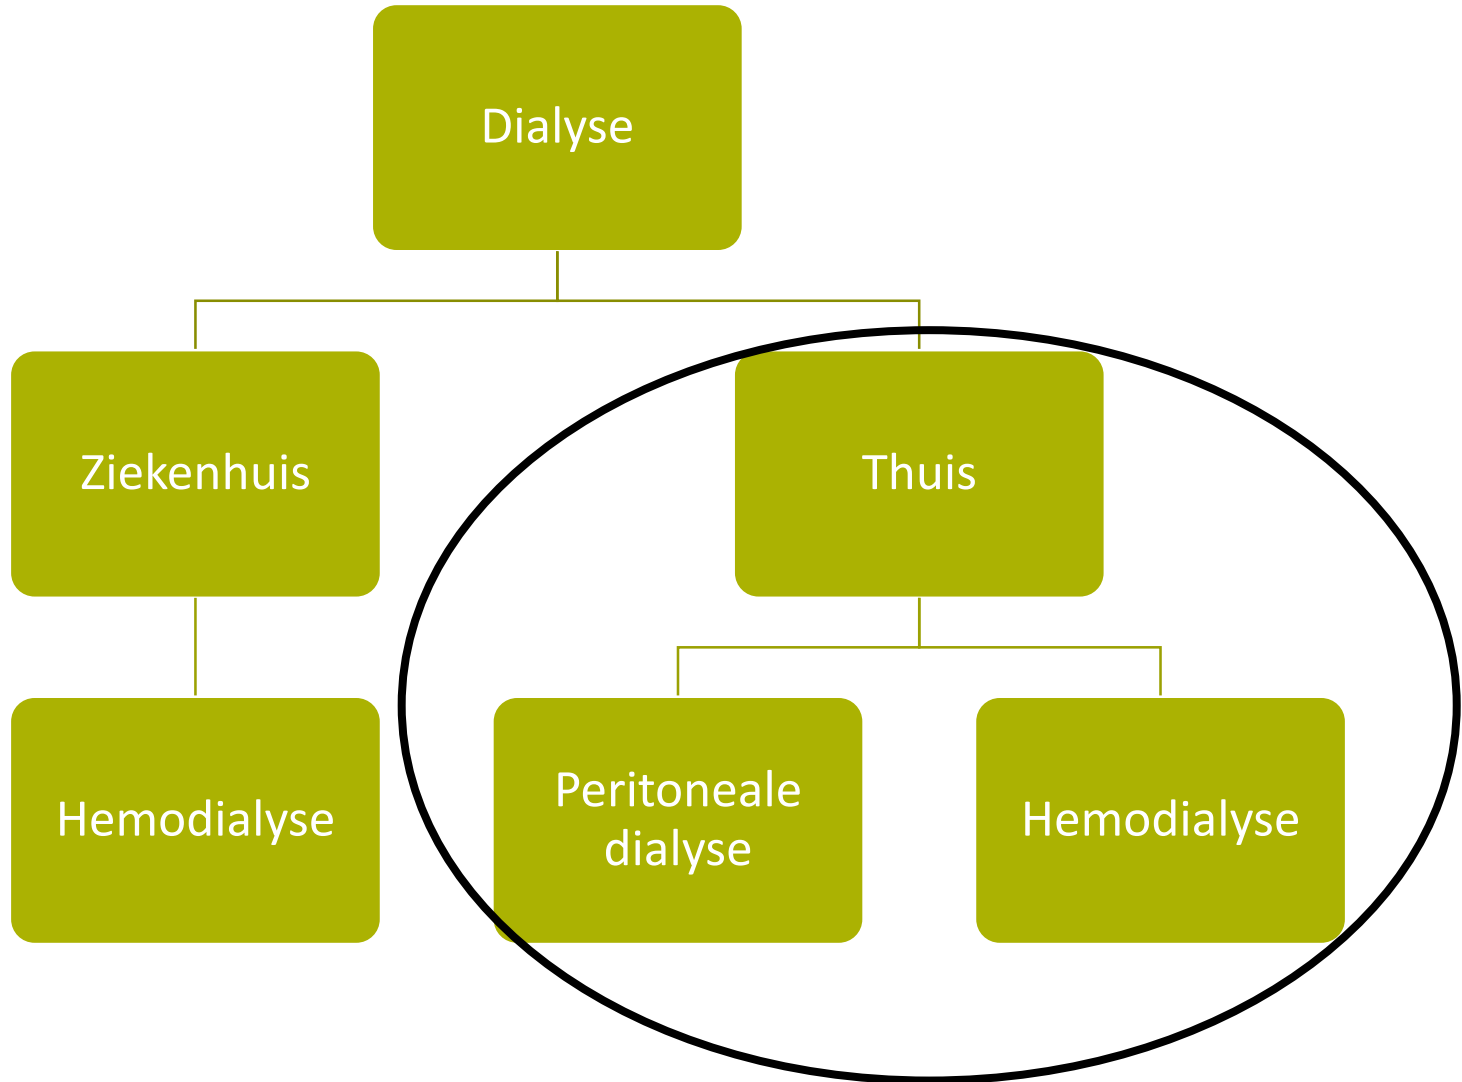 Dialyse
Ziekenhuis
Thuis
Hemodialyse
Peritoneale
dialyse
Hemodialyse